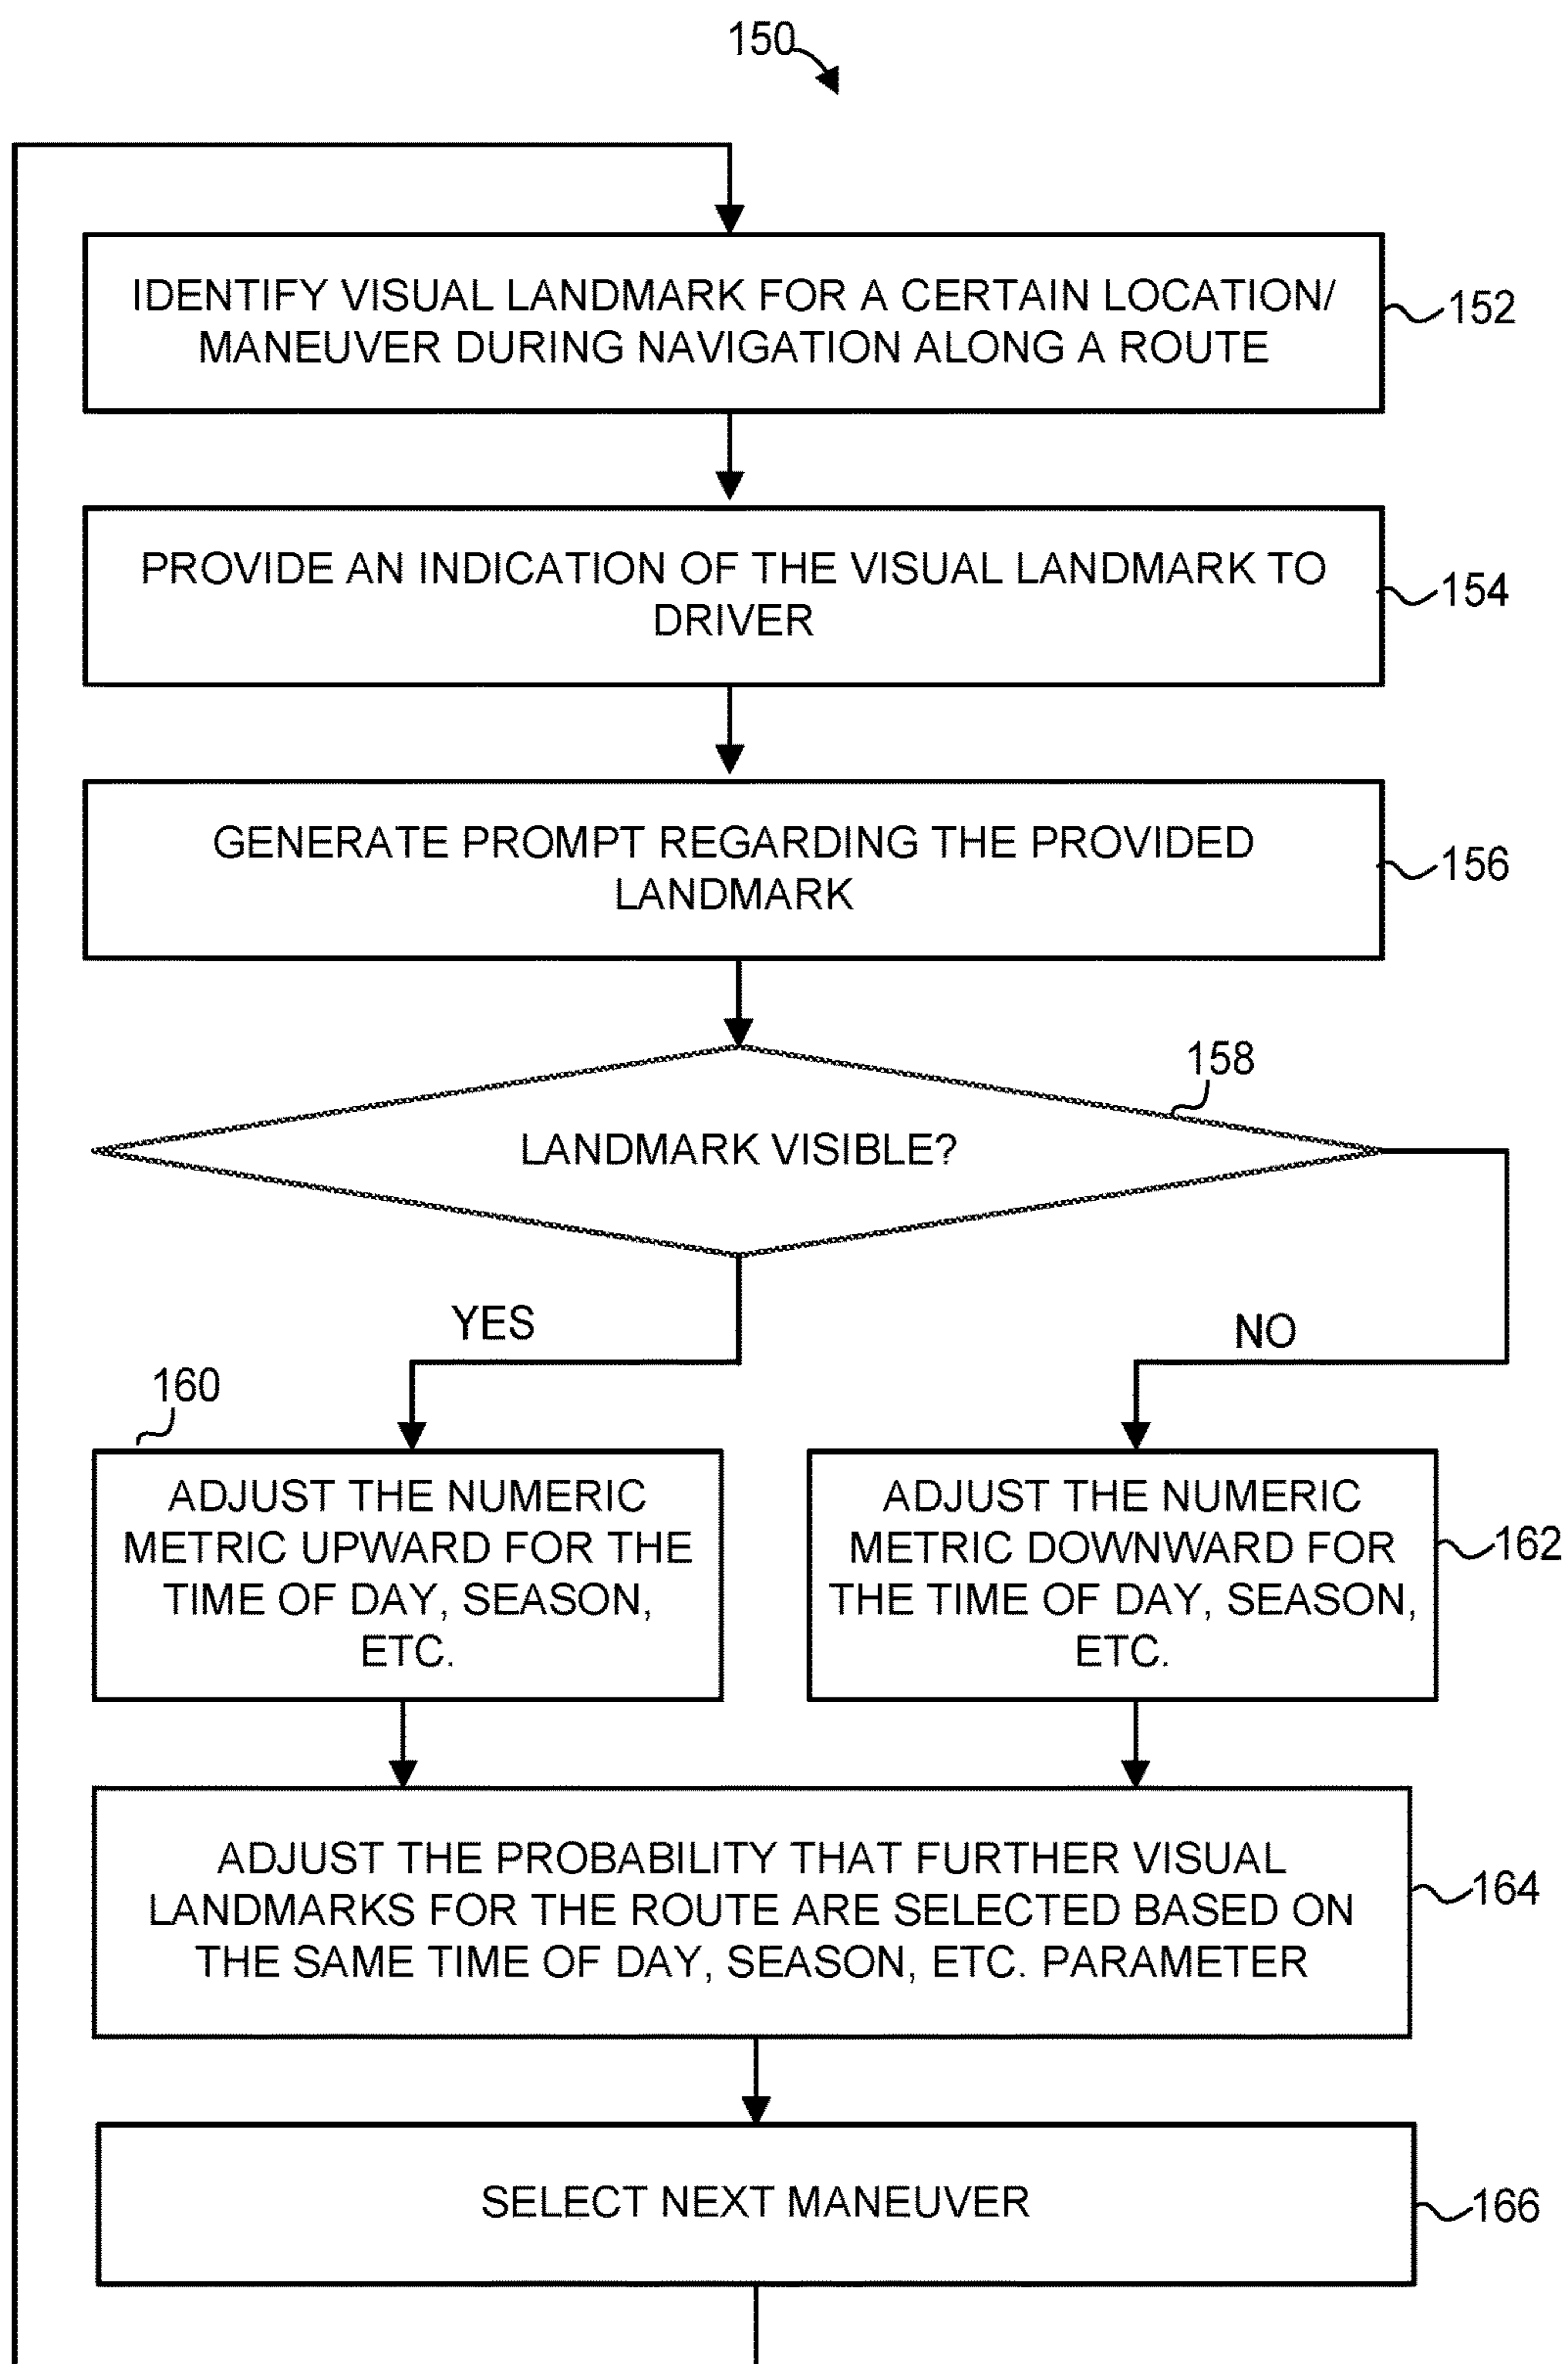 150
IDENTIFY VISUAL LANDMARK FOR A CERTAIN LOCATION/
MANEUVER DURING NAVIGATION ALONG A ROUTE
152
PROVIDE AN INDICATION OF THE VISUAL LANDMARK TO
DRIVER
154
GENERATE PROMPT REGARDING THE PROVIDED
LANDMARK
156
158
LANDMARK VISIBLE?
YES
NO
160
ADJUST THE NUMERIC
METRIC UPWARD FOR THE
TIME OF DAY, SEASON,
ETC.
ADJUST THE NUMERIC
METRIC DOWNWARD FOR
THE TIME OF DAY, SEASON,
ETC.
162
ADJUST THE PROBABILITY THAT FURTHER VISUAL
LANDMARKS FOR THE ROUTE ARE SELECTED BASED ON
THE SAME TIME OF DAY, SEASON, ETC. PARAMETER
164
SELECT NEXT MANEUVER
166